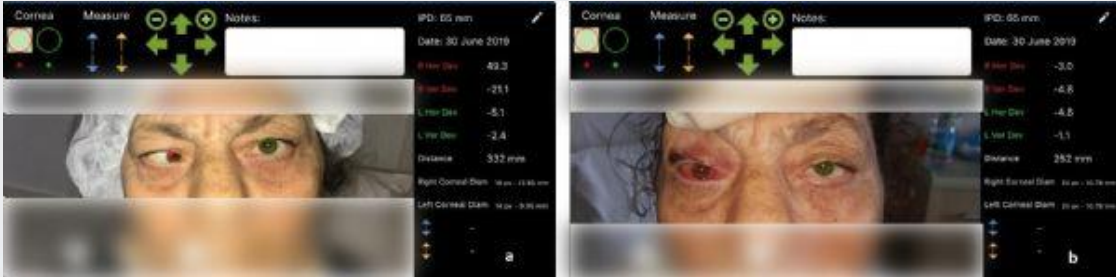 Cornea Measure Notes: IPD: 65 mm
Date: 30 June 2019
R Hor Dev 49.3
R Ver Dev -21.1
L Hor Dev -5.1
L Ver Dev -2.4
Distance 332 mm
Right Corneal Diam
Left Corneal Diam
a
Cornea Measure Notes: IPD: 65 mm
Date: 30 June 2019
R Hor Dev -3.0
R Ver Dev -4.8
L Hor Dev -4.8
L Ver Dev -1.1
Distance 252 mm
Right Corneal Diam
Left Corneal Diam
b